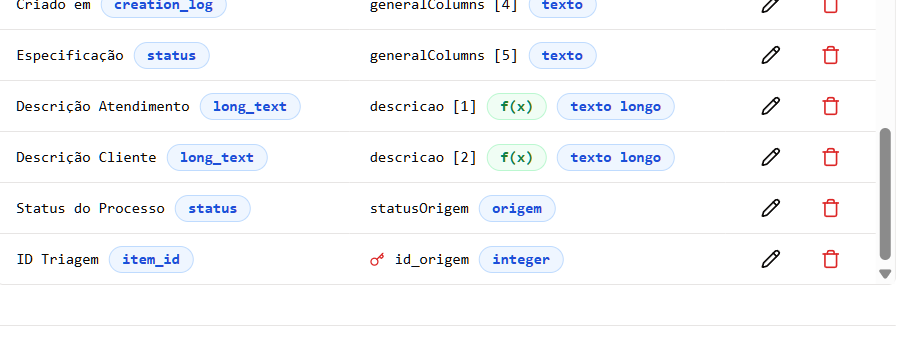 Criado em creation_log generalColumns [4] texto
Especificação status generalColumns [5] texto
Descrição Atendimento long_text descricao [1] f(x) texto longo
Descrição Cliente long_text descricao [2] f(x) texto longo
Status do Processo status statusOrigem origem
ID Triagem item_id id_origem integer